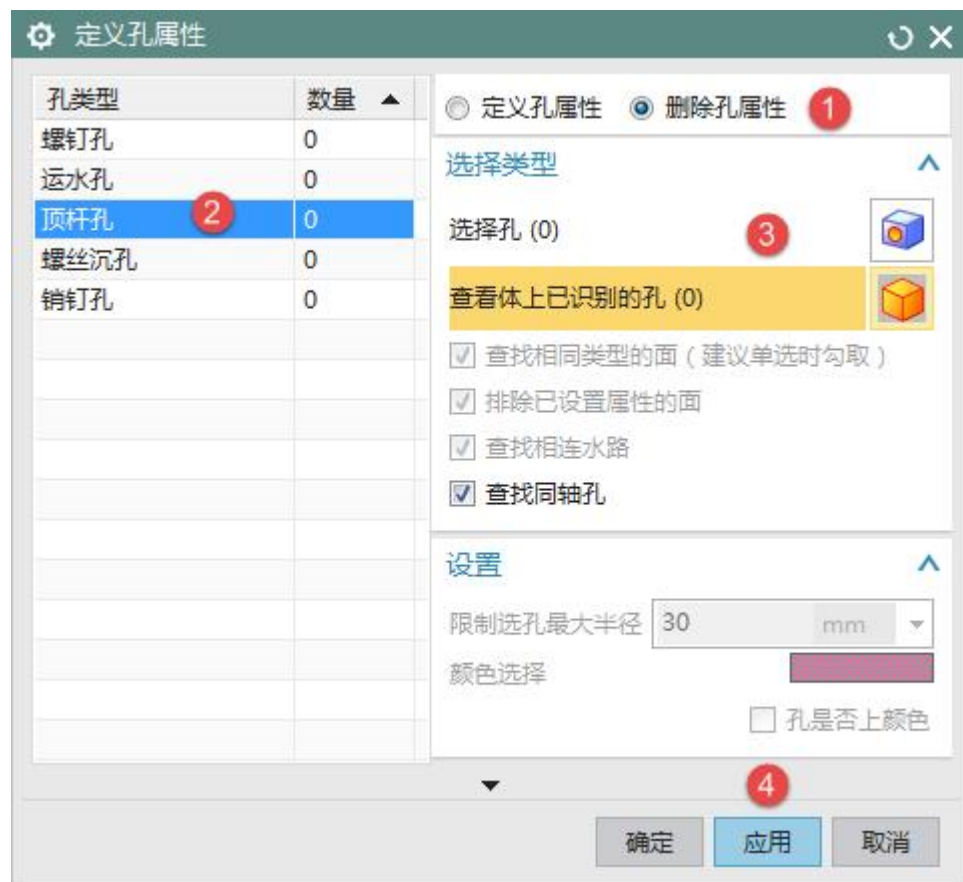 定义孔属性
孔类型 数量
螺钉孔 0
运水孔 0
顶杆孔 2 0
螺丝沉孔 0
销钉孔 0
定义孔属性 删除孔属性 1
选择类型
选择孔 (0) 3
查看体上已识别的孔 (0)
查找相同类型的面 ( 建议单选时勾取 )
排除已设置属性的面
查找相连水路
查找同轴孔
设置
限制选孔最大半径 30 mm
颜色选择
孔是否上颜色
4
确定 应用 取消